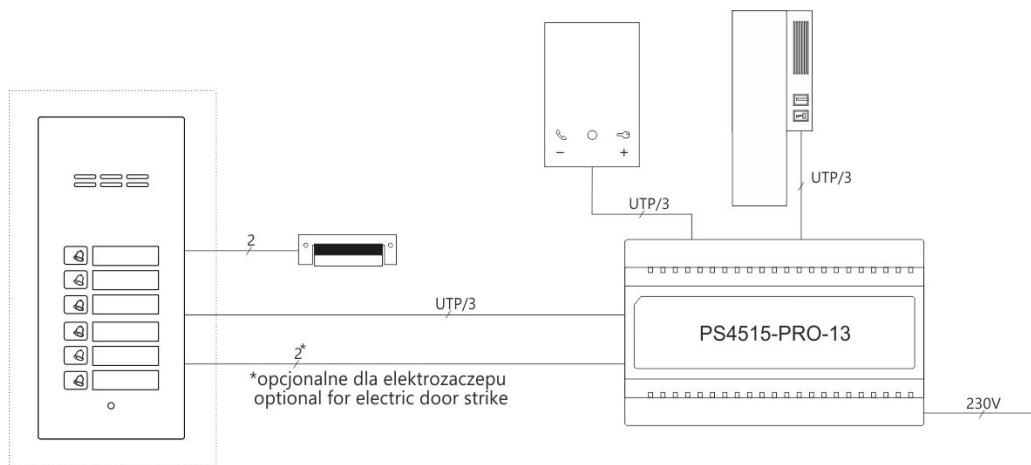 UTP/3
UTP/3
2
UTP/3
PS4515-PRO-13
2*
*opcjonalne dla elektrozaczepu
optional for electric door strike
230V